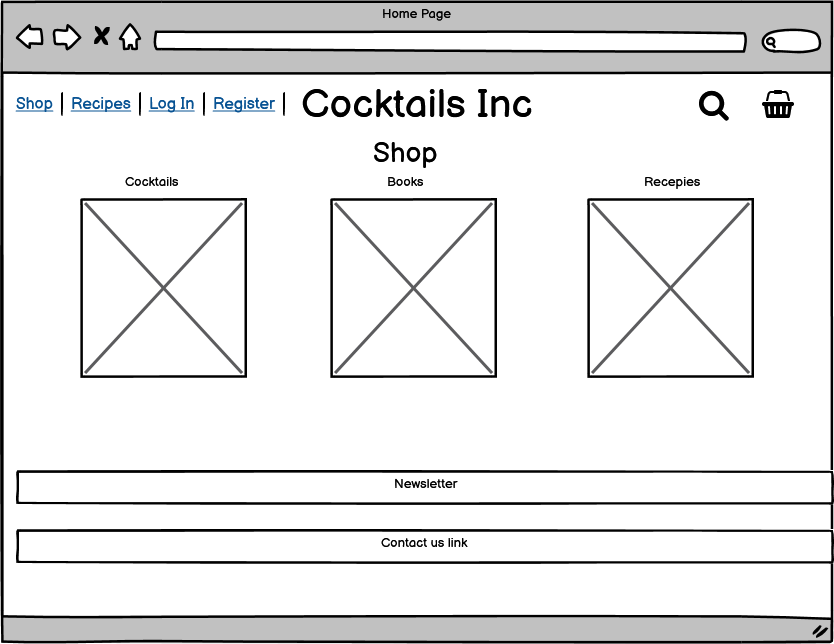 Home Page
Shop | Recipes | Log In | Register | Cocktails Inc
Shop
Cocktails Books Recepies
Newsletter
Contact us link